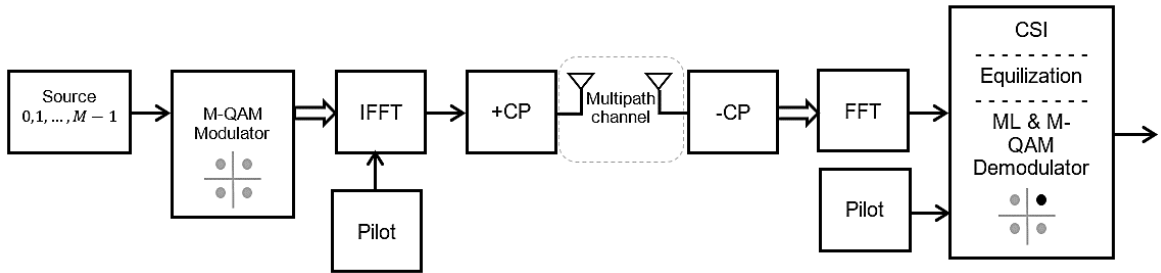 Source
0,1, ... , M − 1
M-QAM
Modulator
IFFT
Pilot
+CP
Multipath
channel
-CP
FFT
Pilot
CSI
Equilization
ML & M-
QAM
Demodulator